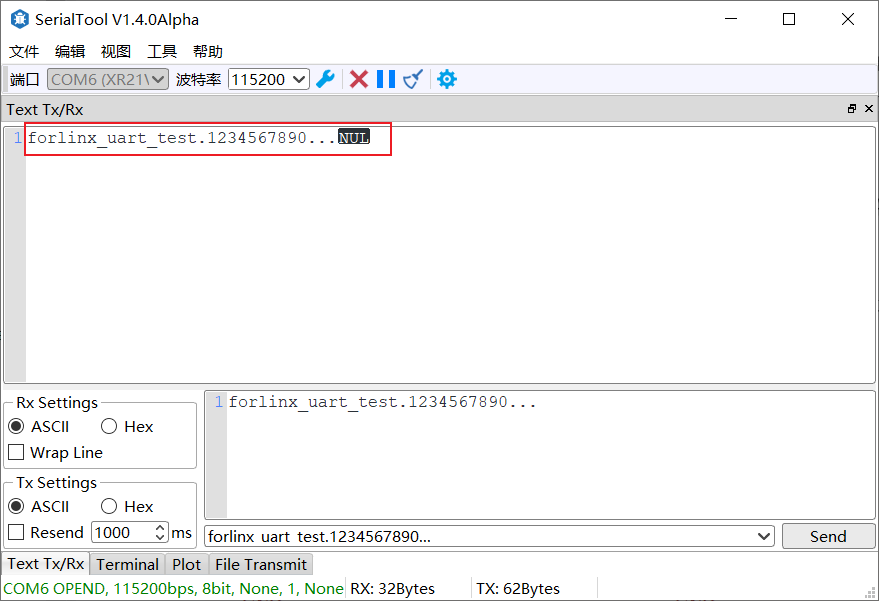 SerialTool V1.4.0Alpha
文件 编辑 视图 工具 帮助
端口 COM6 (XR21V 波特率 115200
Text Tx/Rx
1 forlinx_uart_test.1234567890...NUL
Rx Settings
ASCII Hex
Wrap Line
Tx Settings
ASCII Hex
Resend 1000 ms
1 forlinx_uart_test.1234567890...
forlinx_uart_test.1234567890... Send
Text Tx/Rx Terminal Plot File Transmit
COM6 OPEND, 115200bps, 8bit, None, 1, None RX: 32Bytes TX: 62Bytes